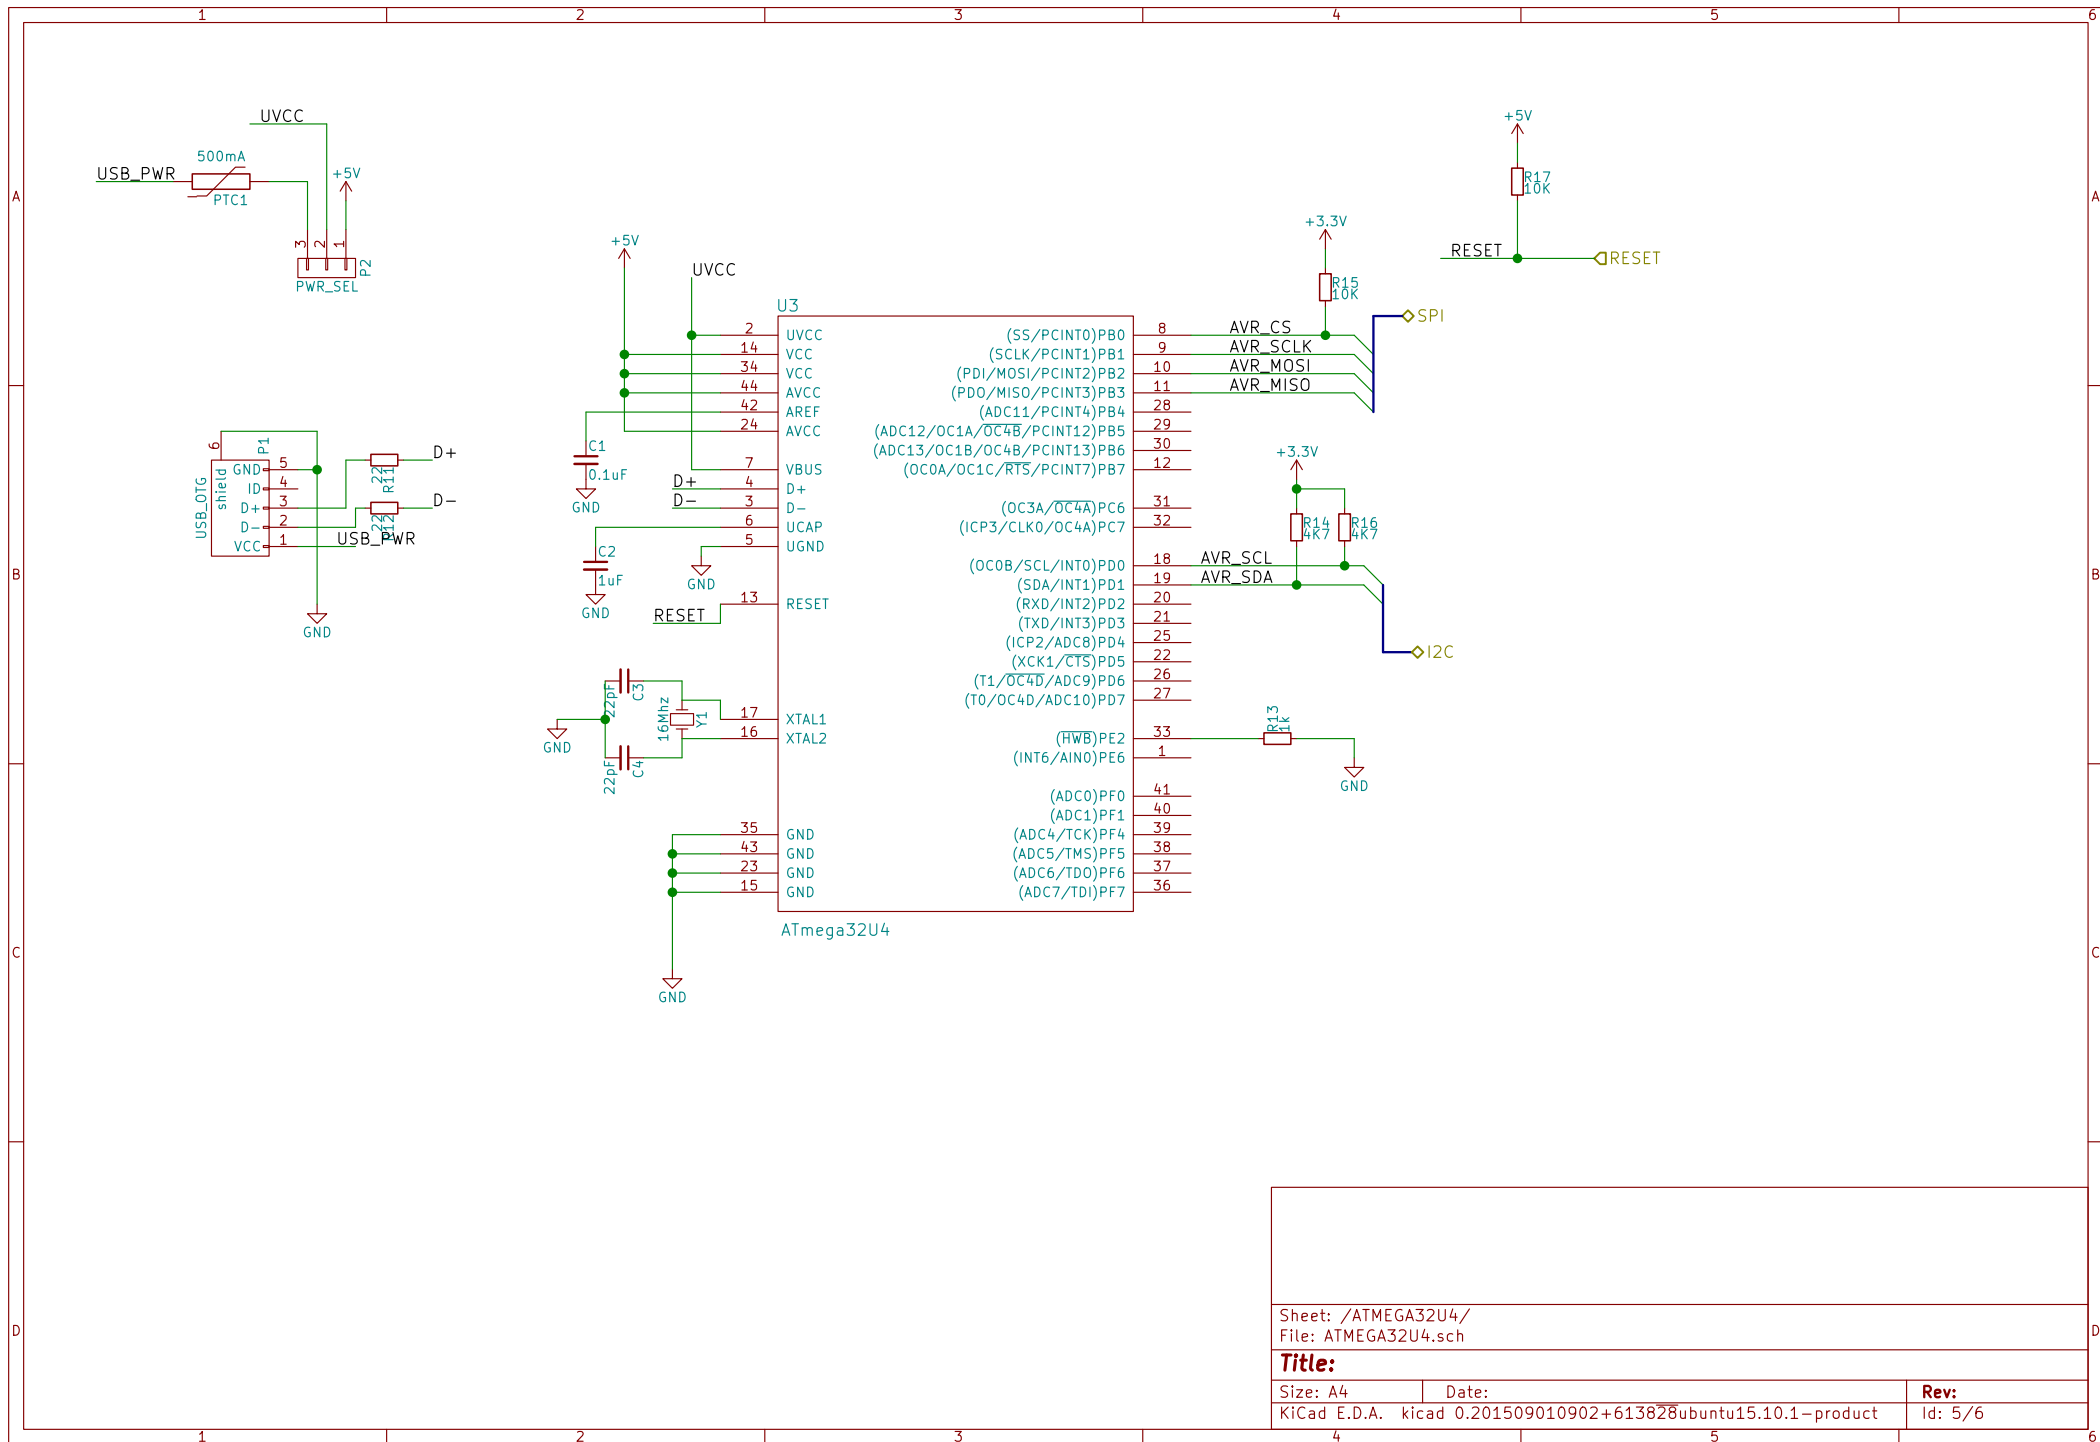 1 2 3 4 5 6
A
B
C
D
A
B
C
D
1 2 3 4 5 6
UVCC
500mA
USB_PWR
PTC1
+5V
3 2 1
P2
PWR_SEL
6
P1
USB_OTG
shield
GND 5
ID 4
D+ 3
D- 2
VCC 1
22
R11
D+
22
R12
D-
USB_PWR
GND
+5V
UVCC
C1
0.1uF
GND
D+
D-
C2
1uF
GND
GND
RESET
22pF
C3
16Mhz
Y1
22pF
C4
GND
GND
U3
2 UVCC
14 VCC
34 VCC
44 AVCC
42 AREF
24 AVCC
7 VBUS
4 D+
3 D-
6 UCAP
5 UGND
13 RESET
17 XTAL1
16 XTAL2
35 GND
43 GND
23 GND
15 GND
(SS/PCINT0)PB0 8
(SCLK/PCINT1)PB1 9
(PDI/MOSI/PCINT2)PB2 10
(PDO/MISO/PCINT3)PB3 11
(ADC11/PCINT4)PB4 28
(ADC12/OC1A/OC4B/PCINT12)PB5 29
(ADC13/OC1B/OC4B/PCINT13)PB6 30
(OC0A/OC1C/RTS/PCINT7)PB7 12
(OC3A/OC4A)PC6 31
(ICP3/CLK0/OC4A)PC7 32
(OC0B/SCL/INT0)PD0 18
(SDA/INT1)PD1 19
(RXD/INT2)PD2 20
(TXD/INT3)PD3 21
(ICP2/ADC8)PD4 25
(XCK1/CTS)PD5 22
(T1/OC4D/ADC9)PD6 26
(T0/OC4D/ADC10)PD7 27
(HWB)PE2 33
(INT6/AIN0)PE6 1
(ADC0)PF0 41
(ADC1)PF1 40
(ADC4/TCK)PF4 39
(ADC5/TMS)PF5 38
(ADC6/TDO)PF6 37
(ADC7/TDI)PF7 36
ATmega32U4
AVR_CS
AVR_SCLK
AVR_MOSI
AVR_MISO
+3.3V
R15
10K
SPI
+5V
R17
10K
RESET
RESET
+3.3V
R14
4K7
R16
4K7
AVR_SCL
AVR_SDA
I2C
R13
1k
GND
Sheet: /ATMEGA32U4/
File: ATMEGA32U4.sch
Title:
Size: A4 Date: Rev:
KiCad E.D.A. kicad 0.201509010902+613828ubuntu15.10.1-product Id: 5/6